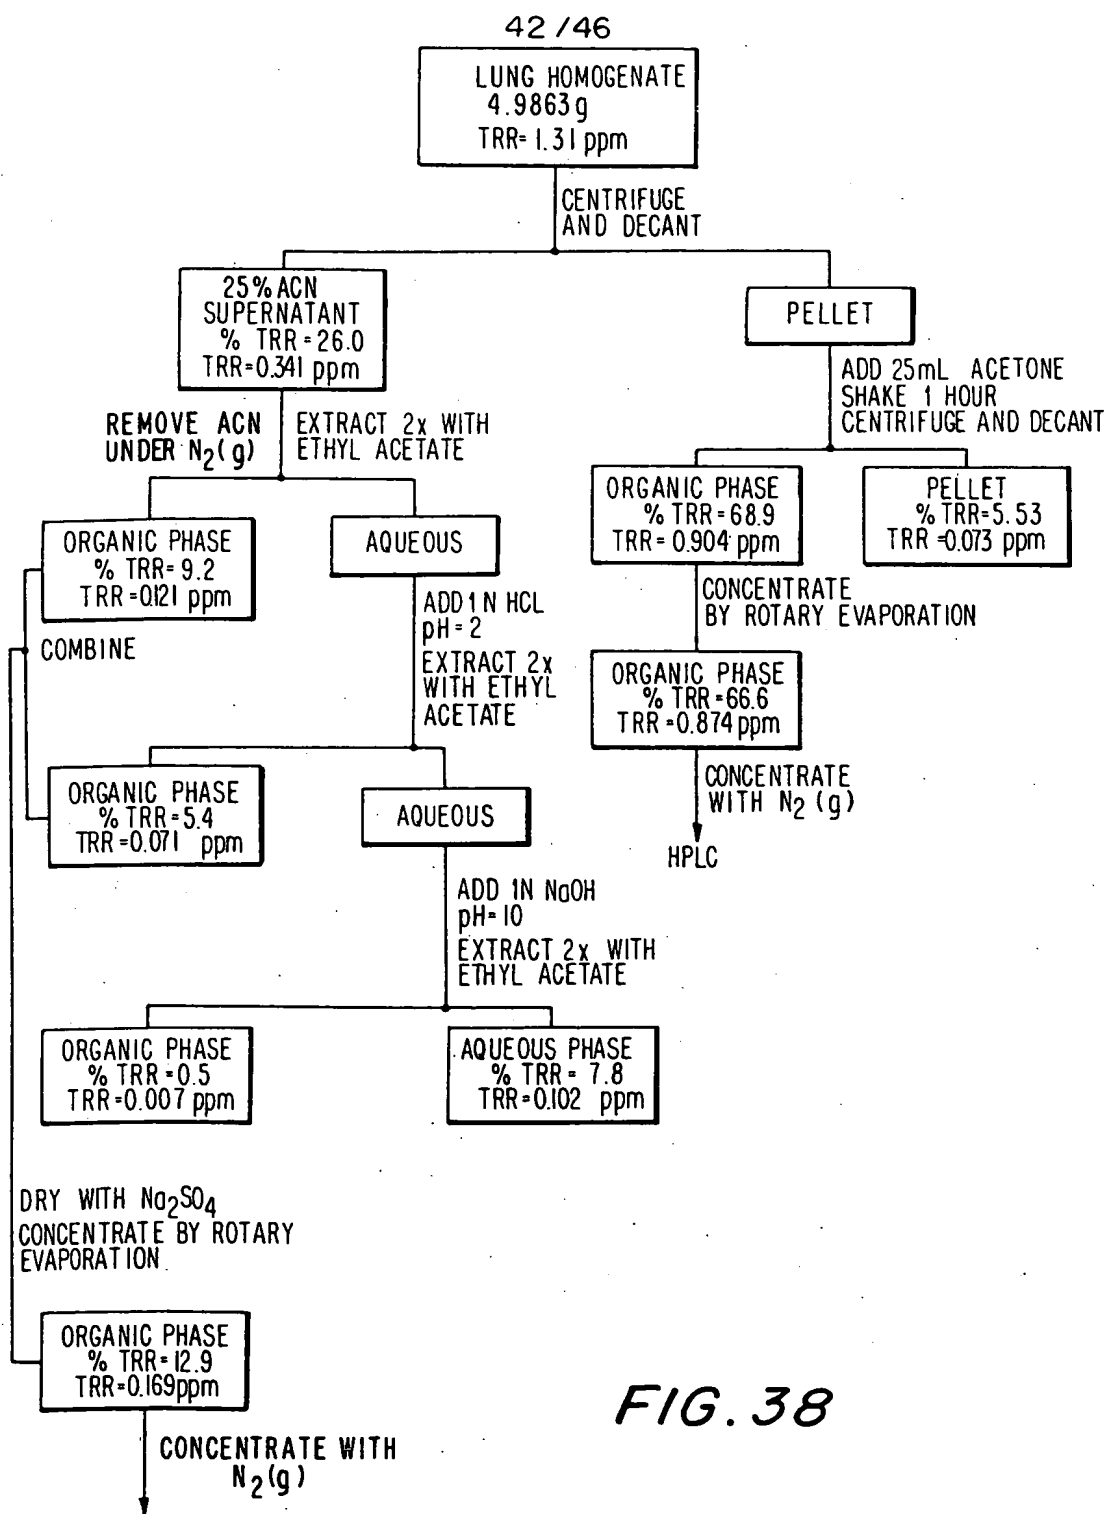 42/46
LUNG HOMOGENATE
4.9863g
TRR=1.31 ppm
CENTRIFUGE
AND DECANT
25% ACN
SUPERNATANT
% TRR=26.0
TRR=0.341 ppm
PELLET
ADD 25mL ACETONE
SHAKE 1 HOUR
CENTRIFUGE AND DECANT
REMOVE ACN
UNDER N2(g)
EXTRACT 2x WITH
ETHYL ACETATE
ORGANIC PHASE
% TRR=68.9
TRR=0.904 ppm
PELLET
% TRR=5.53
TRR=0.073 ppm
ORGANIC PHASE
% TRR=9.2
TRR=0.121 ppm
AQUEOUS
CONCENTRATE
BY ROTARY EVAPORATION
COMBINE
ADD 1N HCL
pH=2
EXTRACT 2x
WITH ETHYL
ACETATE
ORGANIC PHASE
% TRR=66.6
TRR=0.874 ppm
CONCENTRATE
WITH N2 (g)
HPLC
ORGANIC PHASE
% TRR=5.4
TRR=0.071 ppm
AQUEOUS
ADD 1N NaOH
pH=10
EXTRACT 2x WITH
ETHYL ACETATE
ORGANIC PHASE
% TRR=0.5
TRR=0.007 ppm
AQUEOUS PHASE
% TRR=7.8
TRR=0.102 ppm
DRY WITH Na2SO4
CONCENTRATE BY ROTARY
EVAPORATION
ORGANIC PHASE
% TRR=12.9
TRR=0.169ppm
CONCENTRATE WITH
N2(g)
FIG. 38